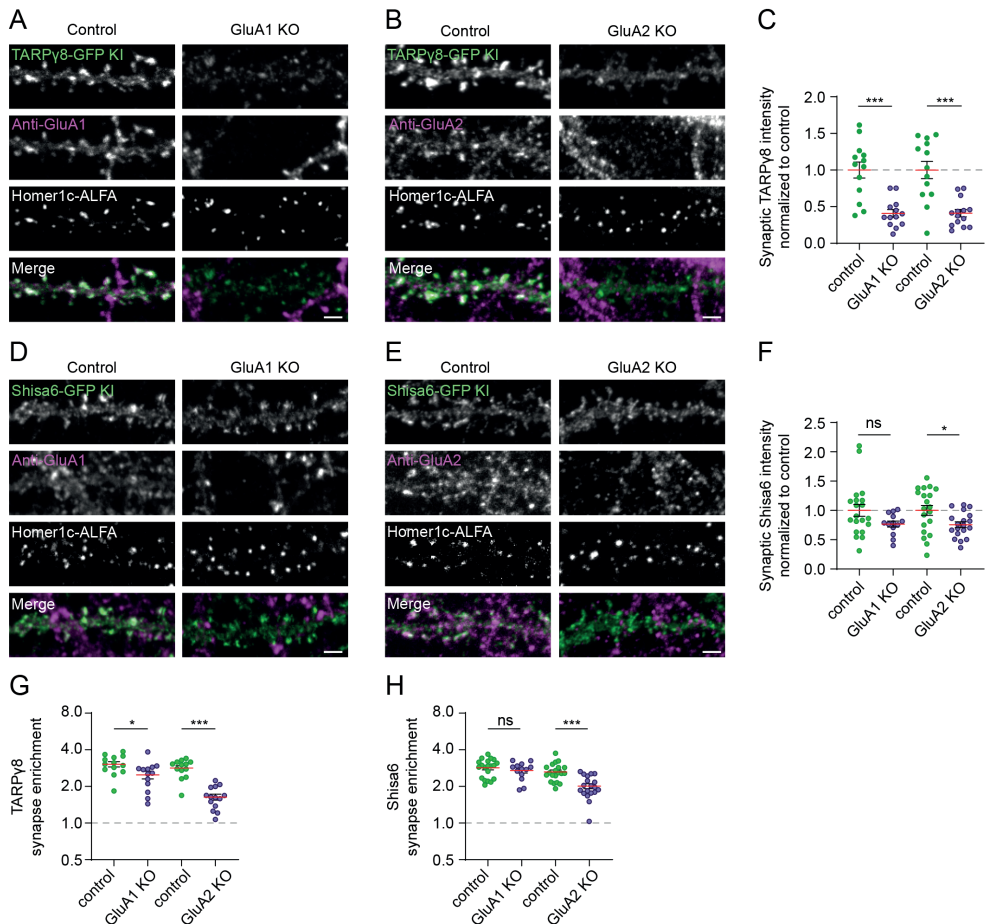 A
Control
GluA1 KO
TARPγ8-GFP KI
Anti-GluA1
Homer1c-ALFA
Merge
B
Control
GluA2 KO
TARPγ8-GFP KI
Anti-GluA2
Homer1c-ALFA
Merge
C
Synaptic TARPγ8 intensity
normalized to control
2.0
1.5
1.0
0.5
0.0
***
***
control
GluA1 KO
control
GluA2 KO
D
Control
GluA1 KO
Shisa6-GFP KI
Anti-GluA1
Homer1c-ALFA
Merge
E
Control
GluA2 KO
Shisa6-GFP KI
Anti-GluA2
Homer1c-ALFA
Merge
F
Synaptic Shisa6 intensity
normalized to control
2.5
2.0
1.5
1.0
0.5
0.0
ns
*
control
GluA1 KO
control
GluA2 KO
G
TARPγ8
synapse enrichment
8.0
4.0
2.0
1.0
0.5
*
***
control
GluA1 KO
control
GluA2 KO
H
Shisa6
synapse enrichment
8.0
4.0
2.0
1.0
0.5
ns
***
control
GluA1 KO
control
GluA2 KO